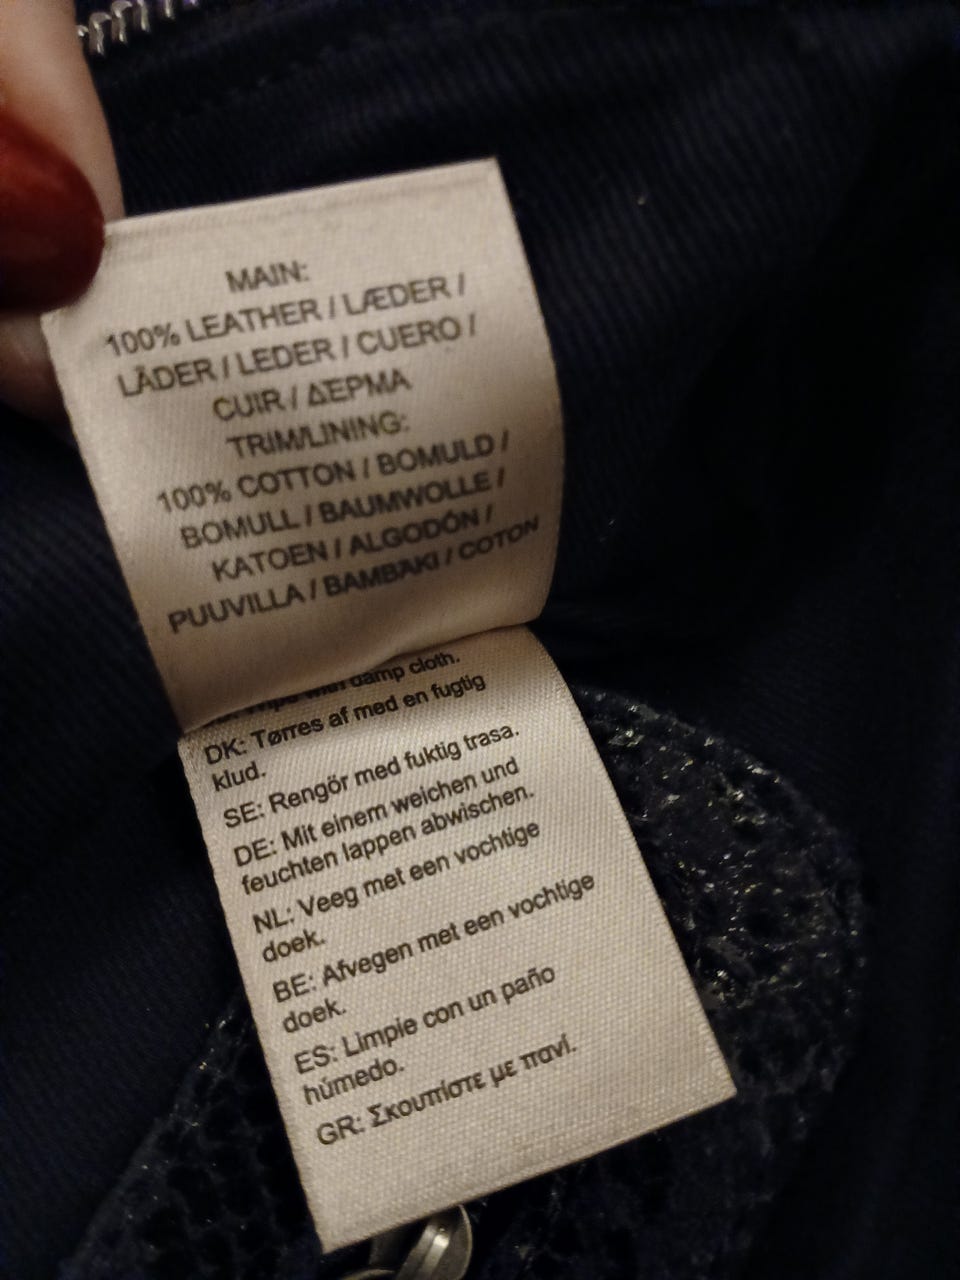 MAIN:
100% LEATHER / LÆDER /
LÄDER / LEDER / CUERO /
CUIR / ΔΕΡΜΑ
TRIM/LINING:
100% COTTON / BOMULD /
BOMULL / BAUMWOLLE /
KATOEN / ALGODÓN /
PUUVILLA / BAMBAKI / COTON
with damp cloth.
DK: Tørres af med en fugtig
klud.
SE: Rengör med fuktig trasa.
DE: Mit einem weichen und
feuchten lappen abwischen.
NL: Veeg met een vochtige
doek.
BE: Afvegen met een vochtige
doek.
ES: Limpie con un paño
húmedo.
GR: Σκουπίστε με πανί.